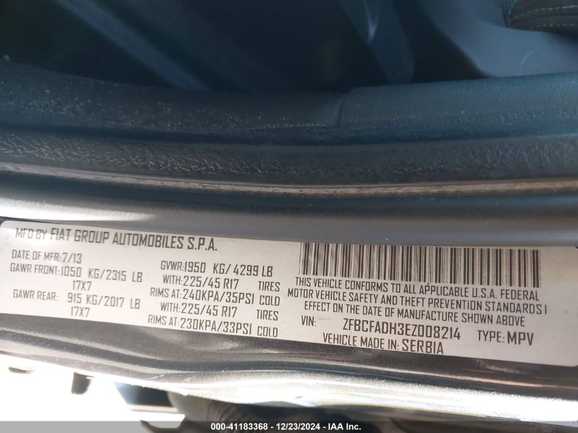 MFD BY FIAT GROUP AUTOMOBILES S.P.A.
DATE OF MFR: 7/13 GVWR: 1950 KG/ 4299 LB
GAWR FRONT: 1050 KG/2315 LB 225/45 R17 TIRES
17X7 RIMS AT: 240KPA/35PSI COLD
GAWR REAR: 915 KG/2017 LB 225/45 R17 TIRES
17X7 RIMS AT: 230KPA/33PSI COLD
THIS VEHICLE CONFORMS TO ALL APPLICABLE U.S. FEDERAL
MOTOR VEHICLE SAFETY AND THEFT PREVENTION STANDARDS I
EFFECT ON THE DATE OF MANUFACTURE SHOWN ABOVE.
VIN: ZFBCFADH3EZ008214 TYPE: MPV
VEHICLE MADE IN: SERBIA
000-41183368 - 12/23/2024 - IAAI.com